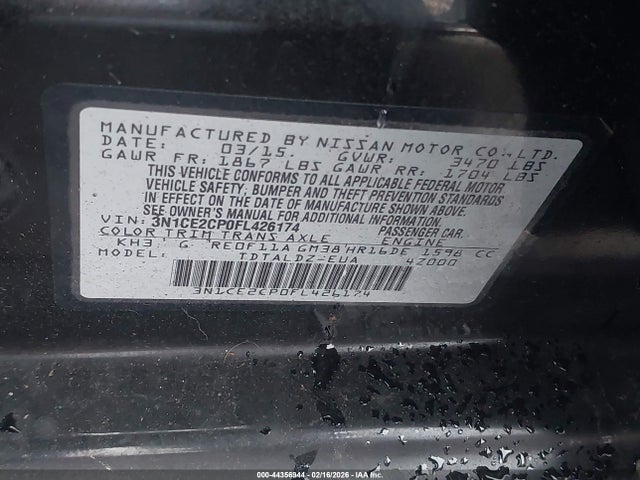 MANUFACTURED BY NISSAN MOTOR CO.,LTD.
DATE: 03/15 GVWR: 3470 LBS
GAWR FR: 1867 LBS GAWR RR: 1704 LBS
THIS VEHICLE CONFORMS TO ALL APPLICABLE FEDERAL MOTOR
VEHICLE SAFETY, BUMPER AND THEFT PREVENTION STANDARDS
IN EFFECT ON THE DATE OF MANUFACTURE SHOWN ABOVE.
SEE OWNER'S MANUAL FOR ADDITIONAL INFORMATION
VIN: 3N1CE2CP0FL426174 PASSENGER CAR.
COLOR TRIM TRANS AXLE ENGINE
KH3 G RE0F11A GM38 HR16DE 1598 CC
MODEL: TDTALDZ-EUA 42000
3N1CE2CP0FL426174
000-44356944 | 02/16/2026 - IAA Corp.